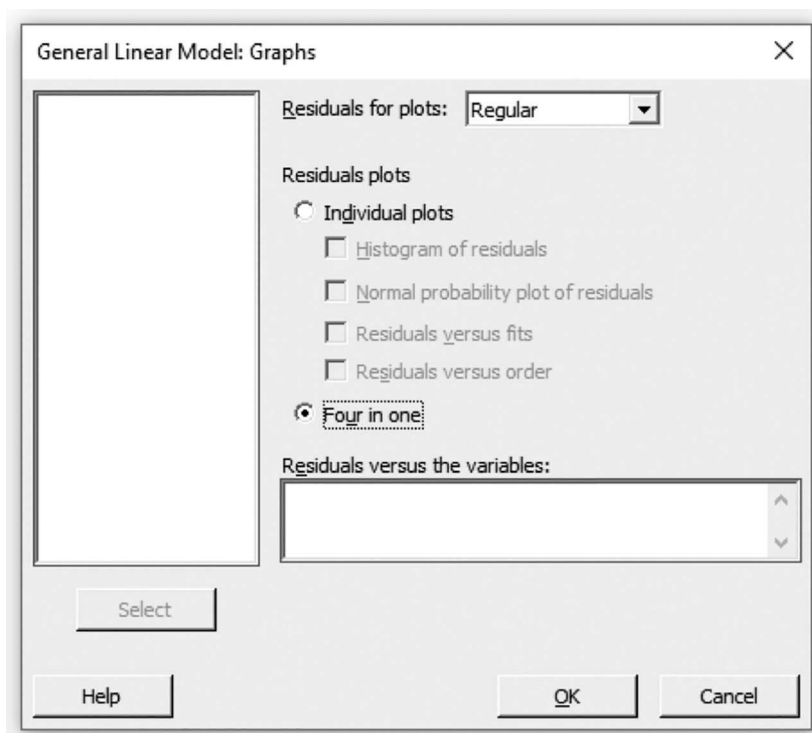 General Linear Model: Graphs
Residuals for plots: Regular
Residuals plots
Individual plots
Histogram of residuals
Normal probability plot of residuals
Residuals versus fits
Residuals versus order
Four in one
Residuals versus the variables:
Select
Help OK Cancel